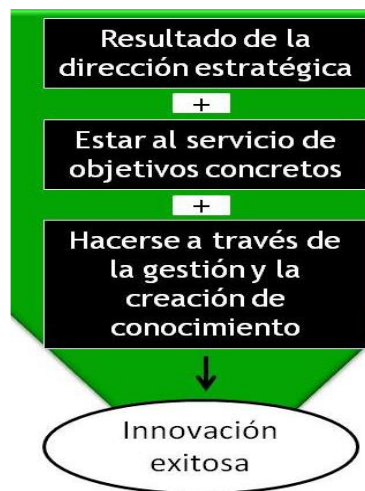 Resultado de la
dirección estratégica
+
Estar al servicio de
objetivos concretos
+
Hacerse a través de
la gestión y la
creación de
conocimiento
Innovación
exitosa